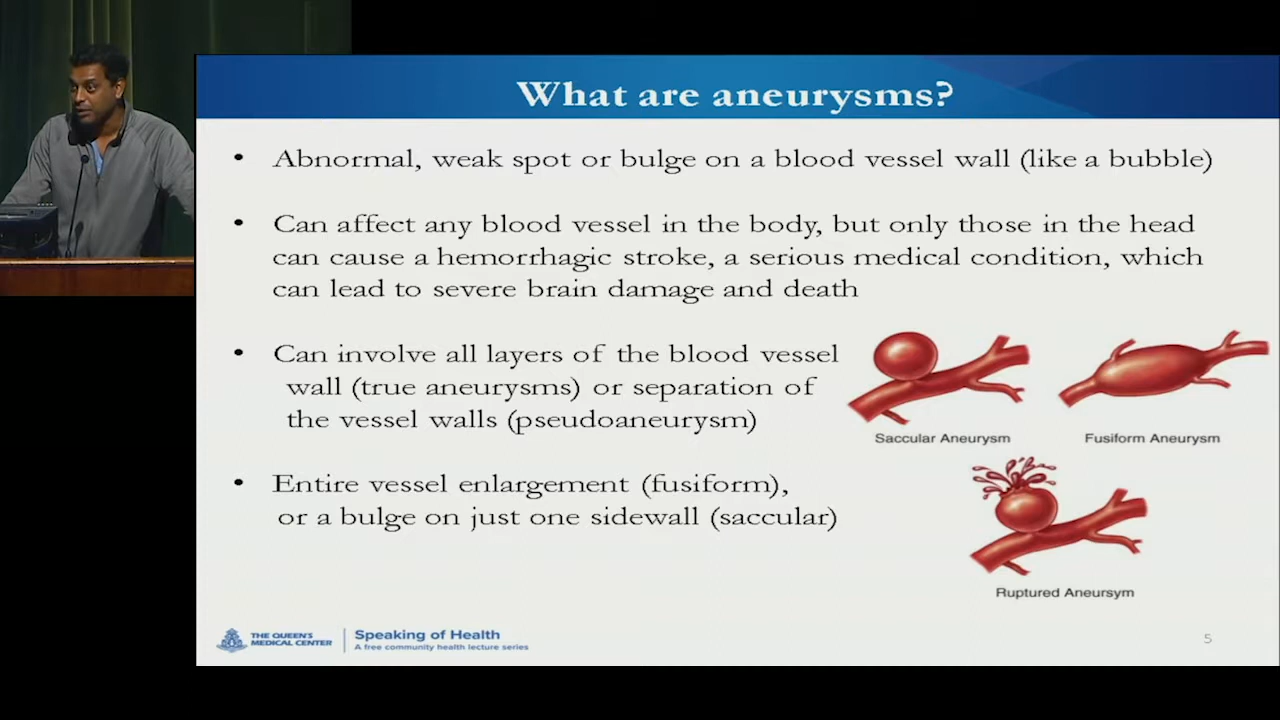 What are aneurysms?
• Abnormal, weak spot or bulge on a blood vessel wall (like a bubble)
• Can affect any blood vessel in the body, but only those in the head
can cause a hemorrhagic stroke, a serious medical condition, which
can lead to severe brain damage and death
• Can involve all layers of the blood vessel
wall (true aneurysms) or separation of
the vessel walls (pseudoaneurysm)
• Entire vessel enlargement (fusiform),
or a bulge on just one sidewall (saccular)
Saccular Aneurysm
Fusiform Aneurysm
Ruptured Aneursym
THE QUEEN'S
MEDICAL CENTER
Speaking of Health
A free community health lecture series
5